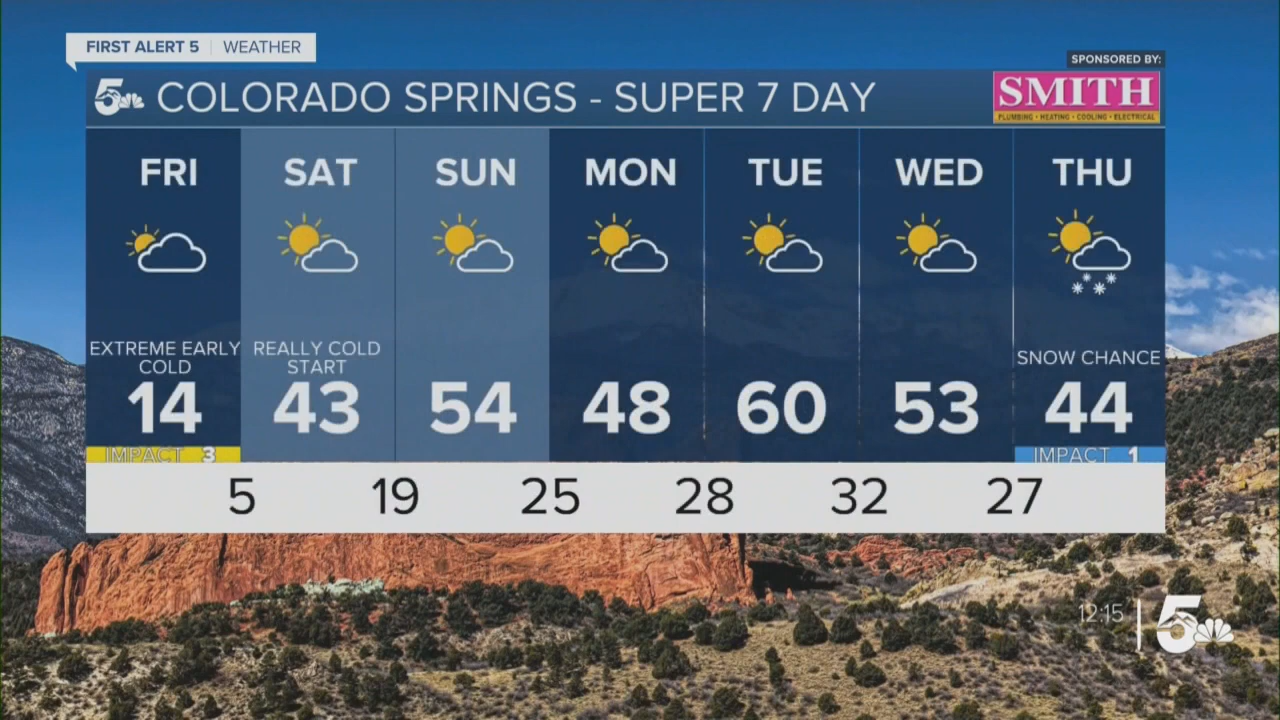 FIRST ALERT 5 | WEATHER
SPONSORED BY:
5 COLORADO SPRINGS - SUPER 7 DAY
SMITH
PLUMBING • HEATING • COOLING • ELECTRICAL
FRI SAT SUN MON TUE WED THU
EXTREME EARLY COLD
REALLY COLD START
SNOW CHANCE
14 43 54 48 60 53 44
IMPACT 3
IMPACT 1
5 19 25 28 32 27
12:15
5